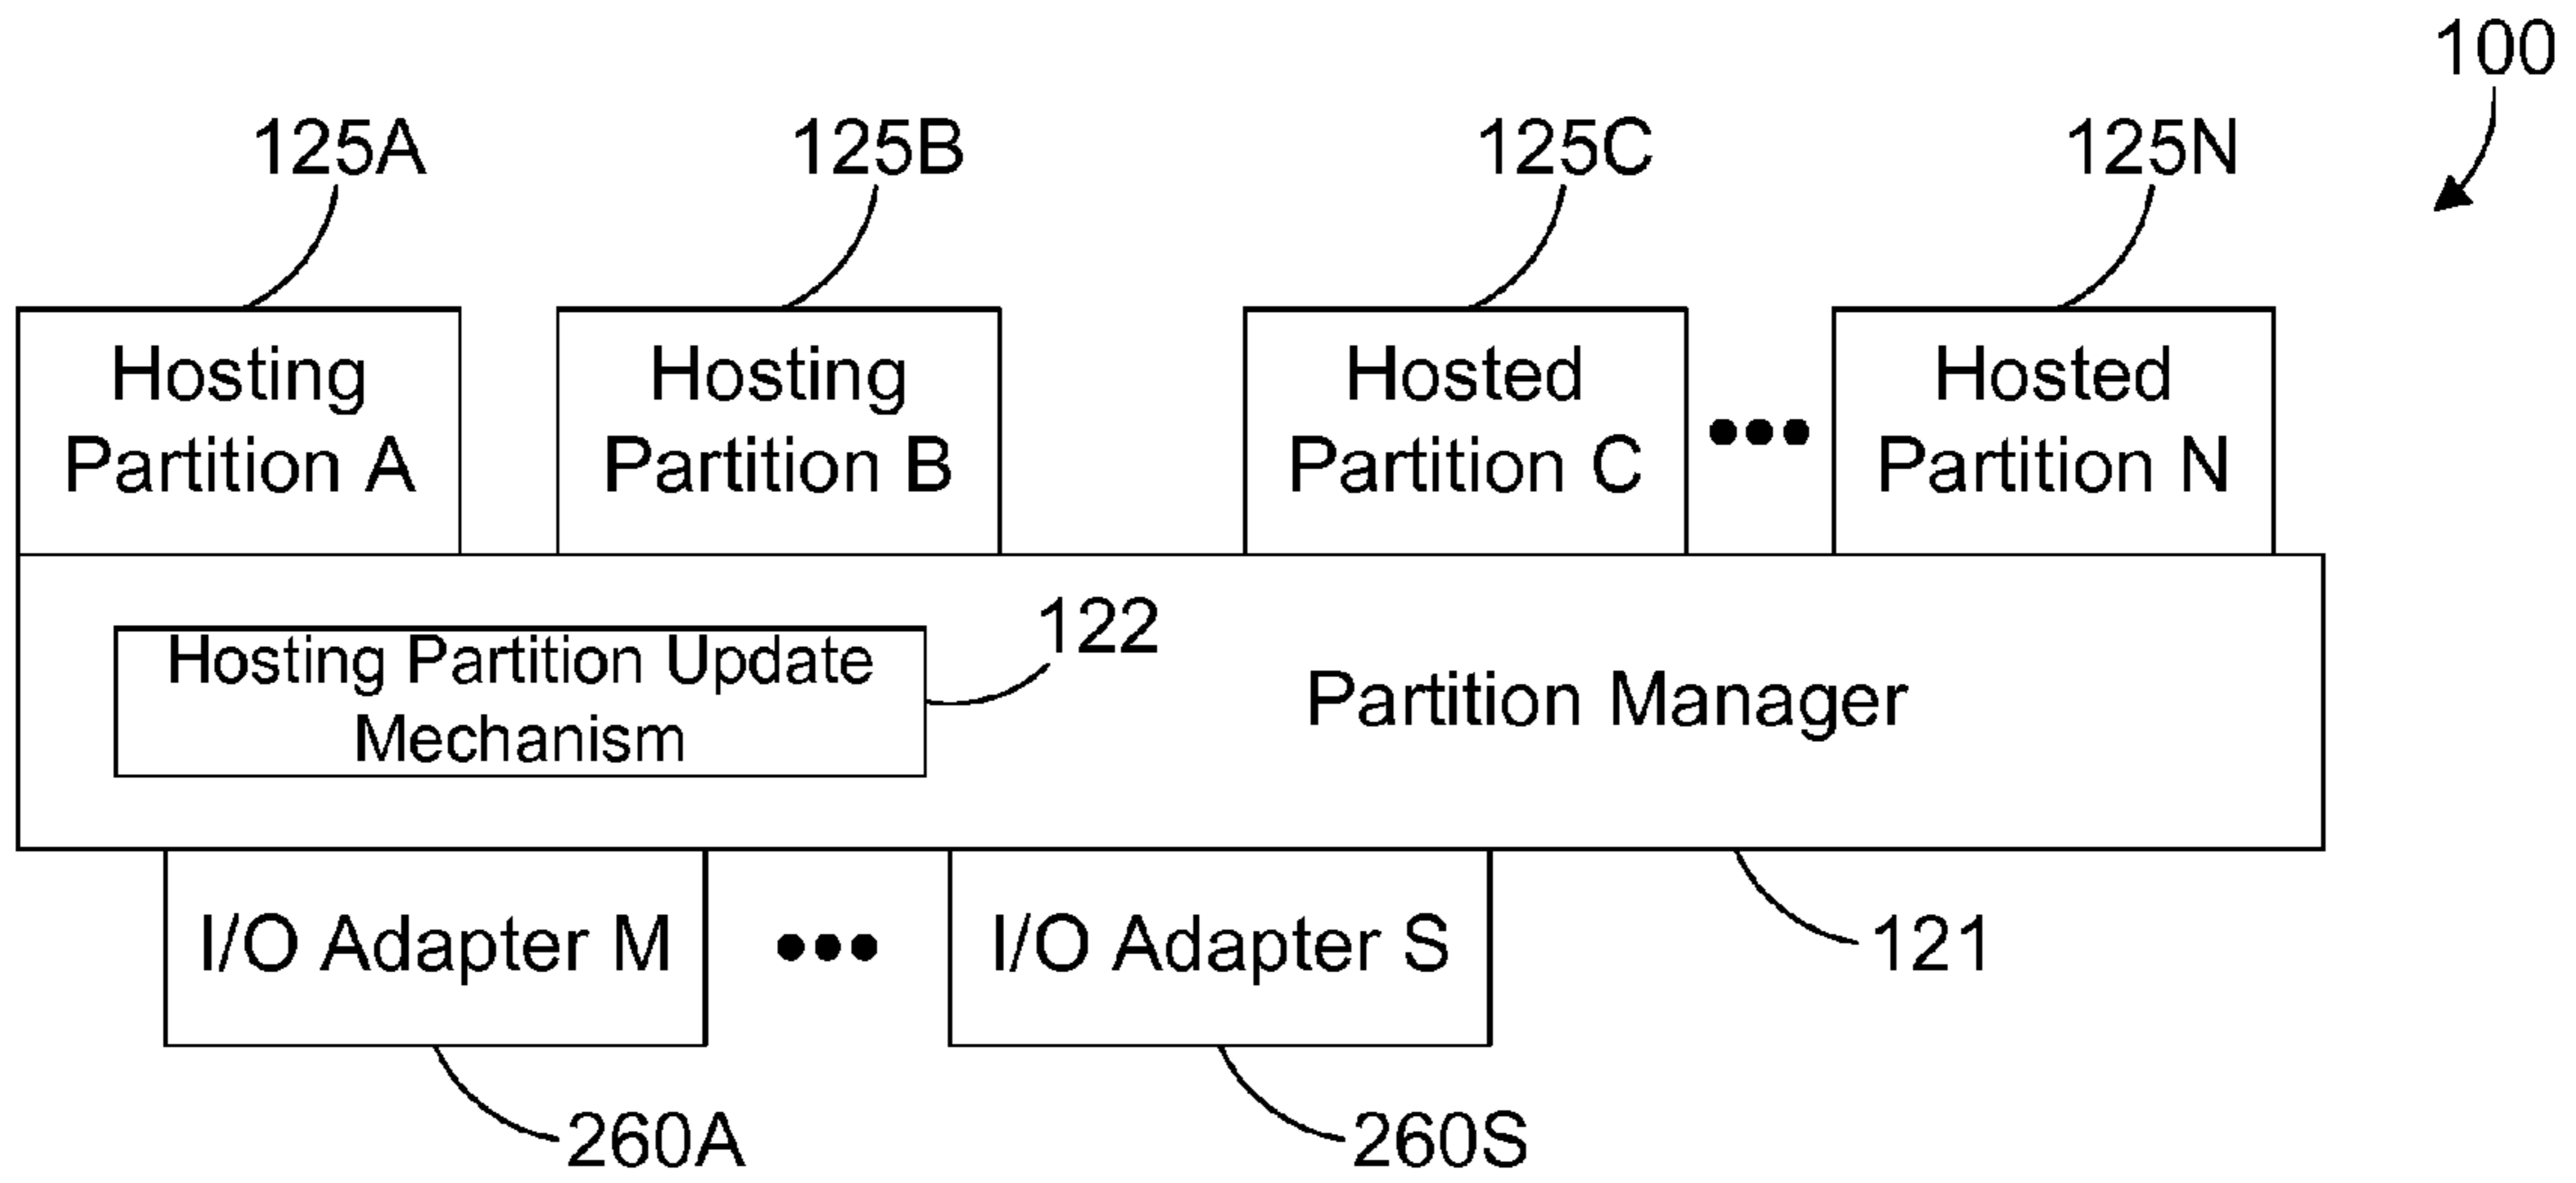 100
125A
125B
125C
125N
Hosting
Partition A
Hosting
Partition B
Hosted
Partition C
•••
Hosted
Partition N
Hosting Partition Update
Mechanism
122
Partition Manager
I/O Adapter M
•••
I/O Adapter S
121
260A
260S